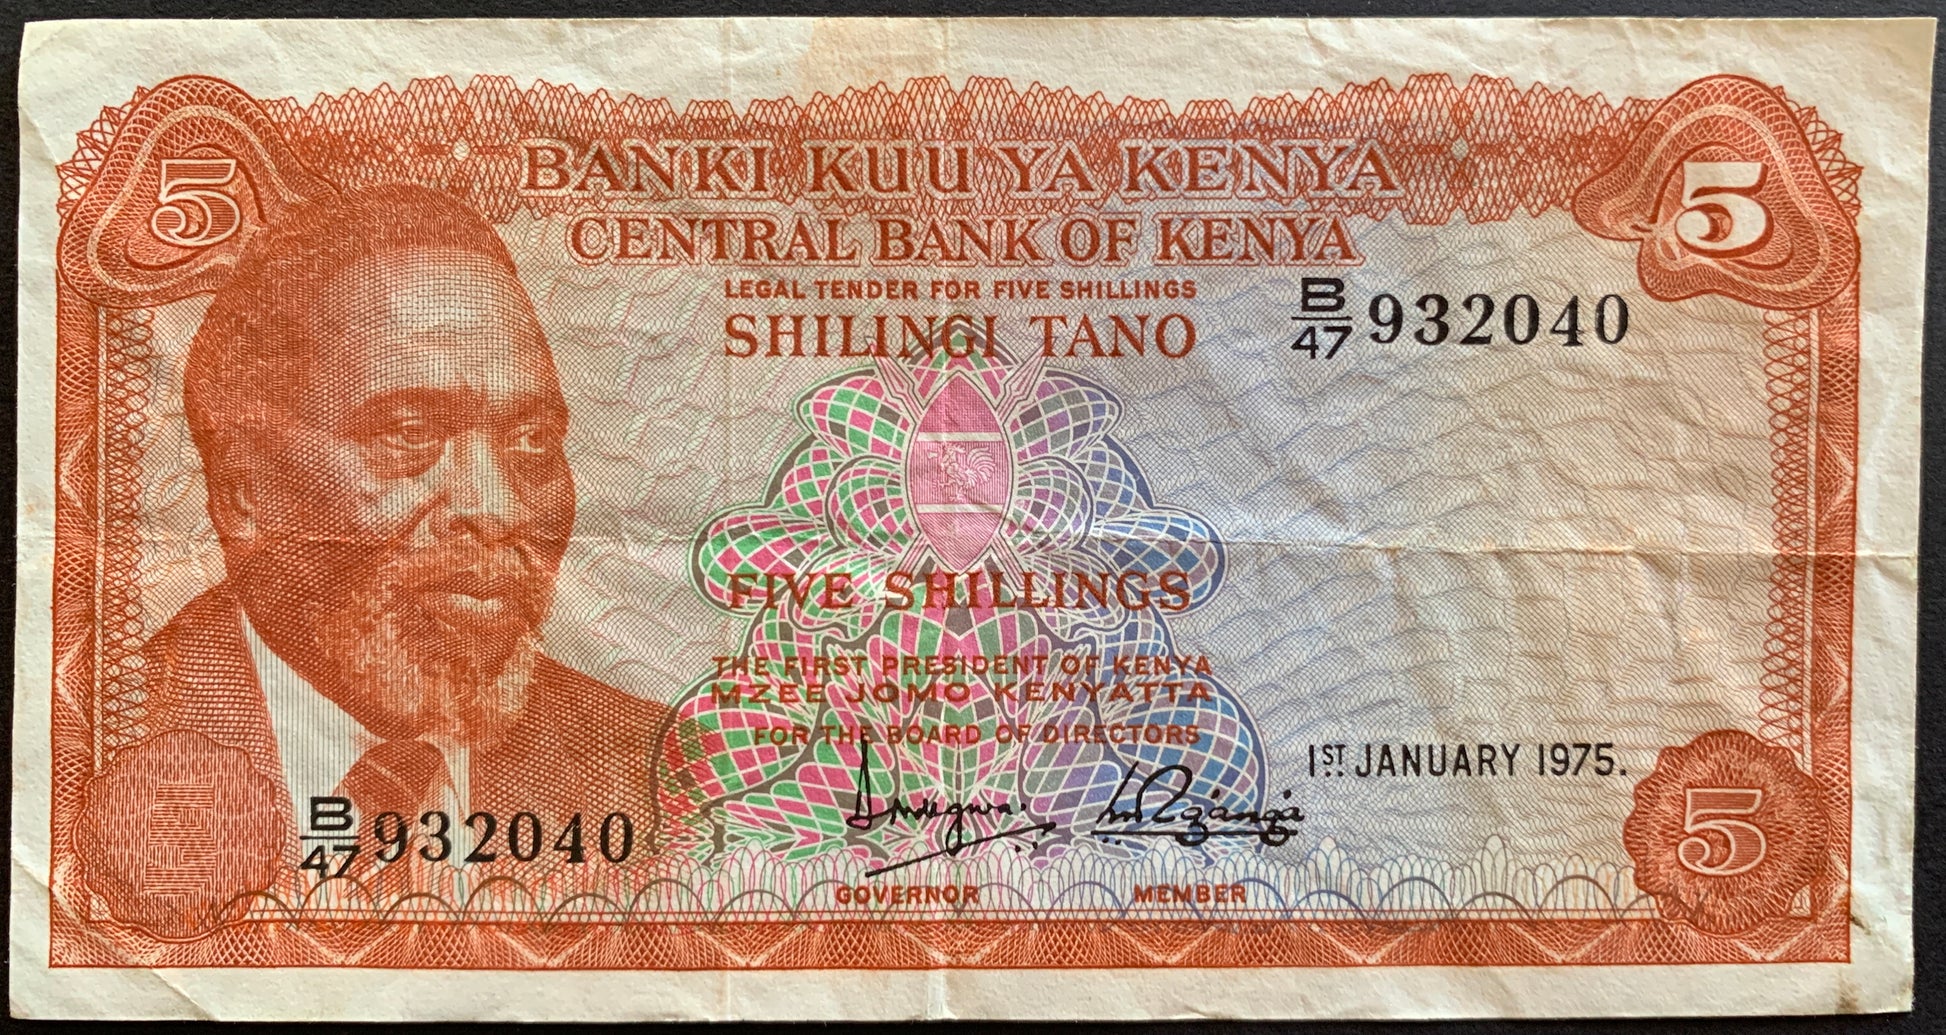 5
5
BANKI KUU YA KENYA
CENTRAL BANK OF KENYA
LEGAL TENDER FOR FIVE SHILLINGS
SHILINGI TANO
B/47 932040
FIVE SHILLINGS
THE FIRST PRESIDENT OF KENYA
MZEE JOMO KENYATTA
FOR THE BOARD OF DIRECTORS
1ST JANUARY 1975.
B/47 932040
5
GOVERNOR MEMBER